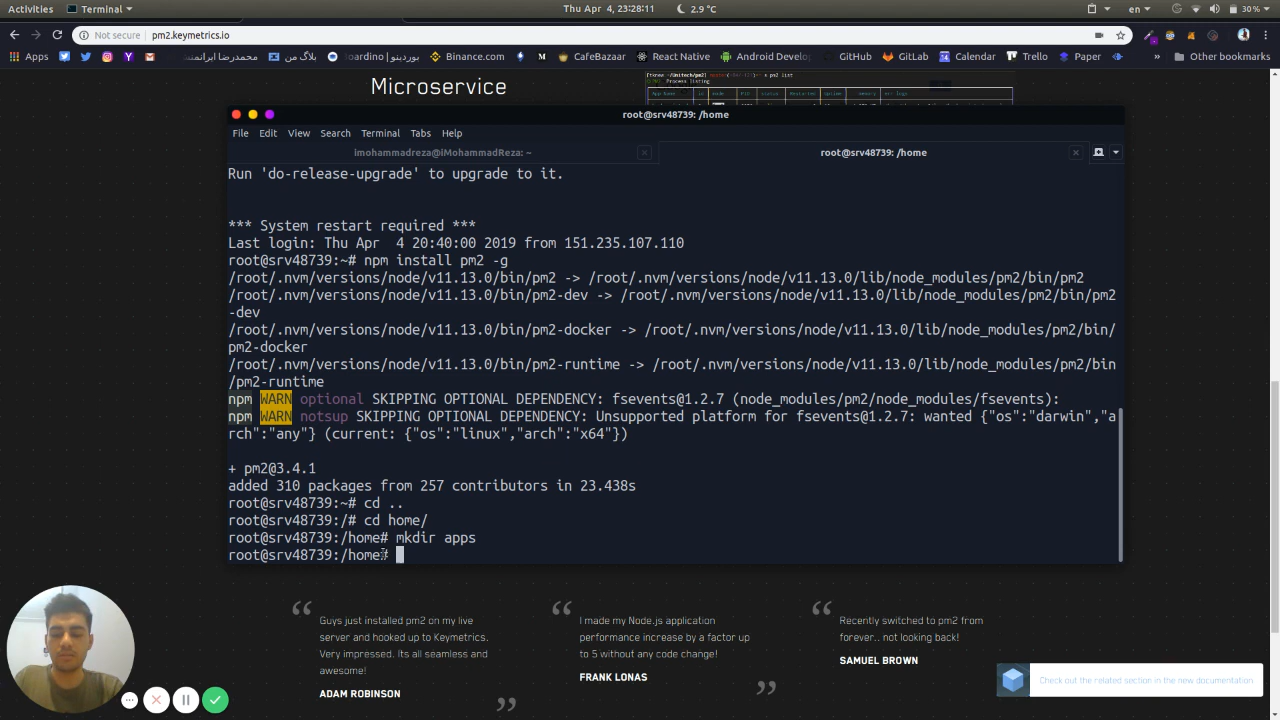 Activities
Terminal
Thu Apr 4, 23:28:11
2.9 °C
en
30%
Not secure
pm2.keymetrics.io
Apps
بلاگ من
محمدرضا ایرانمنش
بوردینو | Boarding
Binance.com
CafeBazaar
React Native
Android Develo
GitHub
GitLab
Calendar
Trello
Paper
»
Other bookmarks
Microservice
root@srv48739: /home
File Edit View Search Terminal Tabs Help
imohammadreza@iMohammadReza: ~
root@srv48739: /home
Run 'do-release-upgrade' to upgrade to it.
*** System restart required ***
Last login: Thu Apr  4 20:40:00 2019 from 151.235.107.110
root@srv48739:~# npm install pm2 -g
/root/.nvm/versions/node/v11.13.0/bin/pm2 -> /root/.nvm/versions/node/v11.13.0/lib/node_modules/pm2/bin/pm2
/root/.nvm/versions/node/v11.13.0/bin/pm2-dev -> /root/.nvm/versions/node/v11.13.0/lib/node_modules/pm2/bin/pm2
-dev
/root/.nvm/versions/node/v11.13.0/bin/pm2-docker -> /root/.nvm/versions/node/v11.13.0/lib/node_modules/pm2/bin/
pm2-docker
/root/.nvm/versions/node/v11.13.0/bin/pm2-runtime -> /root/.nvm/versions/node/v11.13.0/lib/node_modules/pm2/bin
/pm2-runtime
npm WARN optional SKIPPING OPTIONAL DEPENDENCY: fsevents@1.2.7 (node_modules/pm2/node_modules/fsevents):
npm WARN notsup SKIPPING OPTIONAL DEPENDENCY: Unsupported platform for fsevents@1.2.7: wanted {"os":"darwin","a
rch":"any"} (current: {"os":"linux","arch":"x64"})
+ pm2@3.4.1
added 310 packages from 257 contributors in 23.438s
root@srv48739:~# cd ..
root@srv48739:/# cd home/
root@srv48739:/home# mkdir apps
root@srv48739:/home#
Guys just installed pm2 on my live
server and hooked up to Keymetrics.
Very impressed. Its all seamless and
awesome!
ADAM ROBINSON
I made my Node.js application
performance increase by a factor up
to 5 without any code change!
FRANK LONAS
Recently switched to pm2 from
forever.. not looking back!
SAMUEL BROWN
Check out the related section in the new documentation